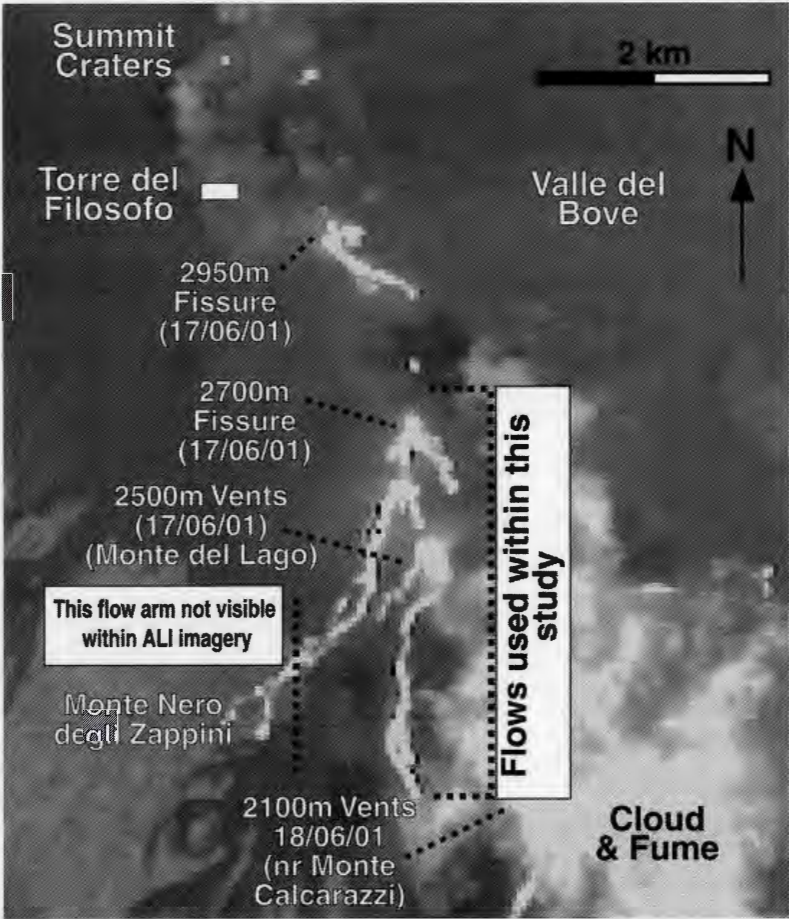 Summit
Craters
2 km
N
Torre del
Filosofo
Valle del
Bove
2950m
Fissure
(17/06/01)
2700m
Fissure
(17/06/01)
2500m Vents
(17/06/01)
(Monte del Lago)
Flows used within this
study
This flow arm not visible
within ALI imagery
Monte Nero
degli Zappini
2100m Vents
18/06/01
(nr Monte
Calcarazzi)
Cloud
& Fume